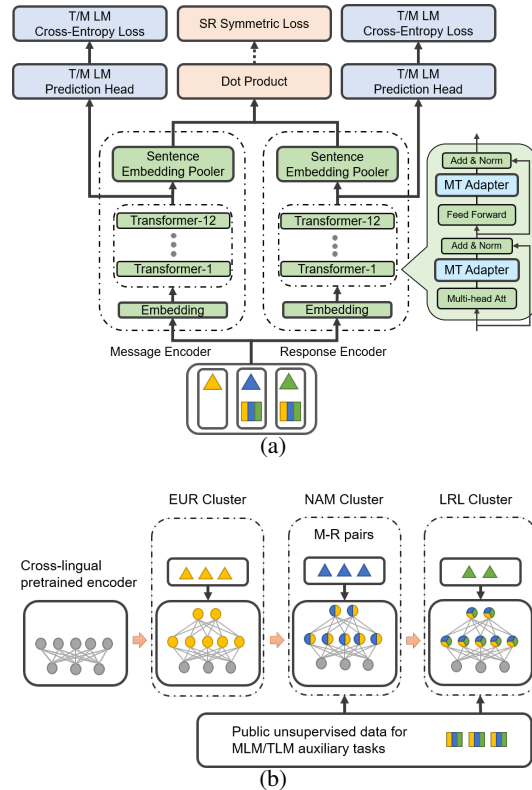 T/M LM
Cross-Entropy Loss
SR Symmetric Loss
T/M LM
Cross-Entropy Loss
T/M LM
Prediction Head
Dot Product
T/M LM
Prediction Head
Sentence
Embedding Pooler
Sentence
Embedding Pooler
Transformer-12
Transformer-12
Transformer-1
Transformer-1
Embedding
Embedding
Add & Norm
MT Adapter
Feed Forward
Add & Norm
MT Adapter
Multi-head Att
Message Encoder
Response Encoder
(a)
EUR Cluster
NAM Cluster
LRL Cluster
M-R pairs
Cross-lingual
pretrained encoder
Public unsupervised data for
MLM/TLM auxiliary tasks
(b)